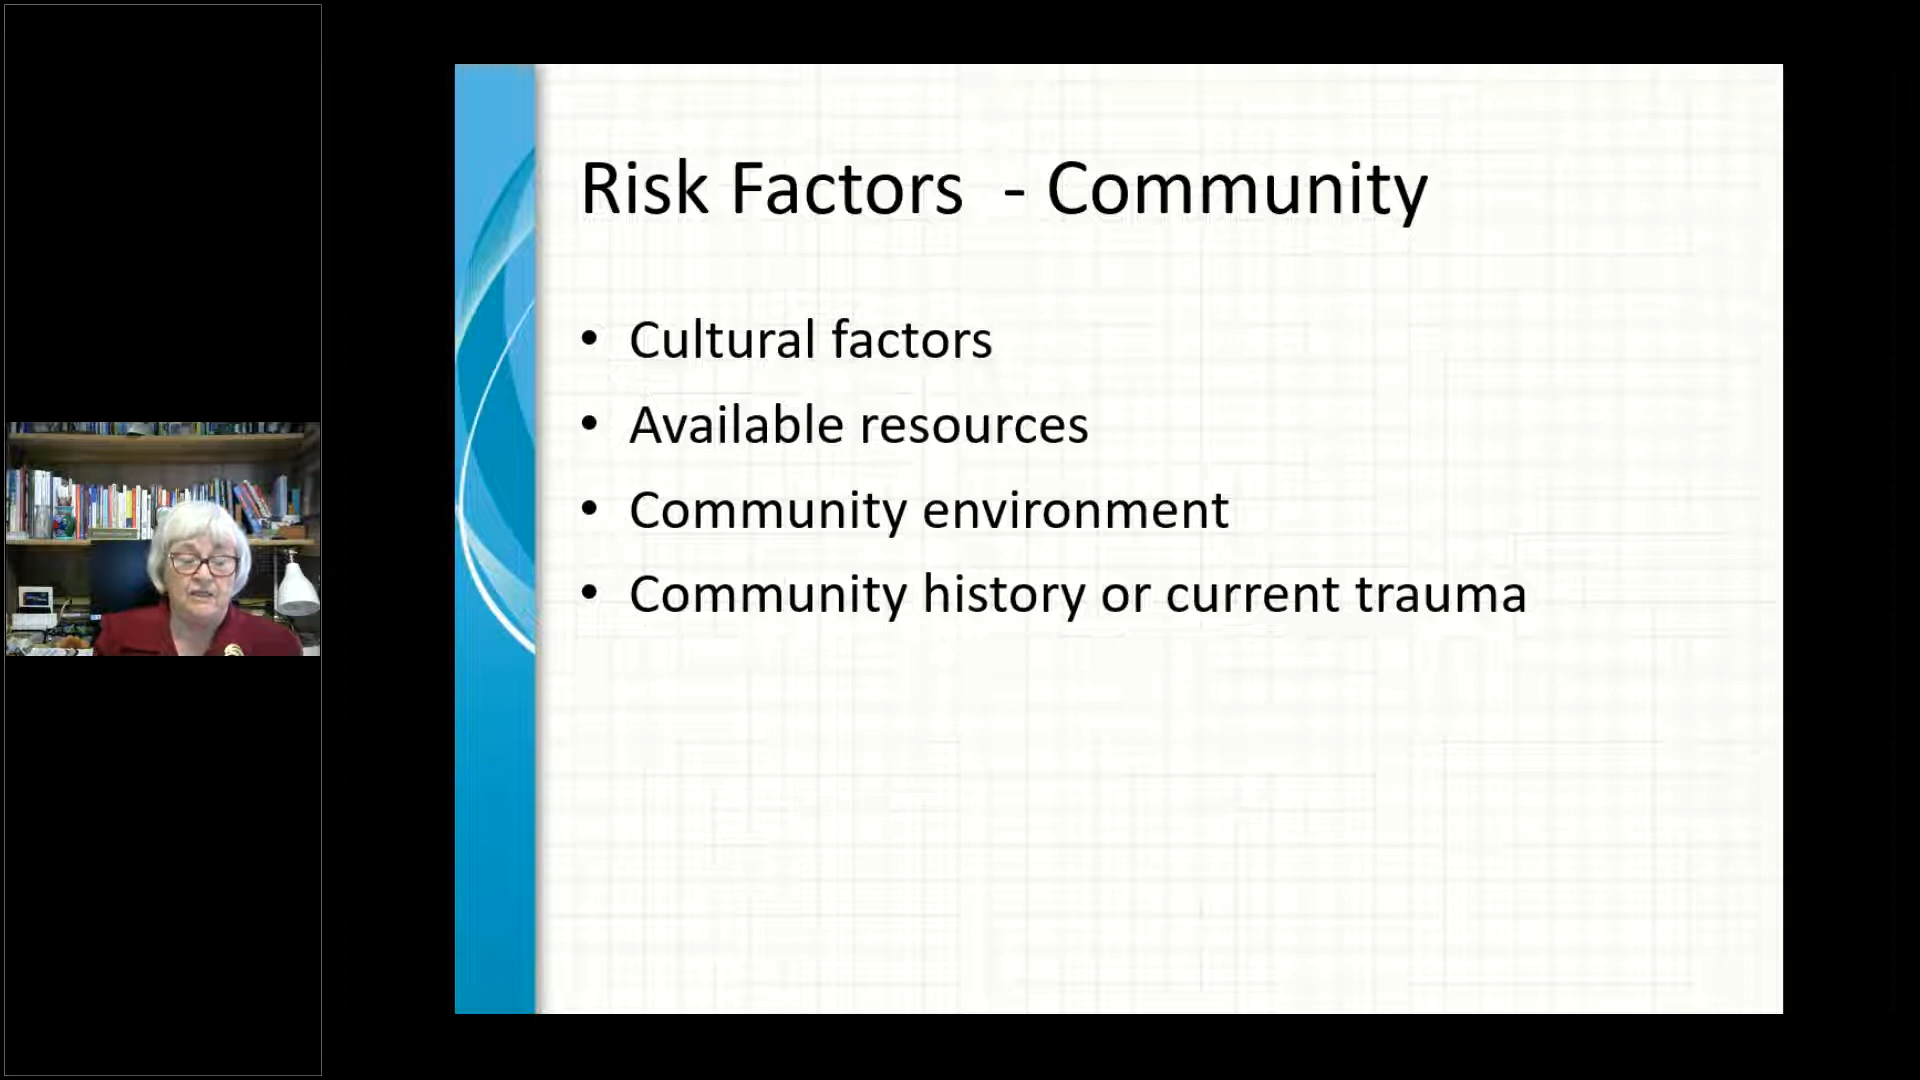 Risk Factors  - Community
• Cultural factors
• Available resources
• Community environment
• Community history or current trauma